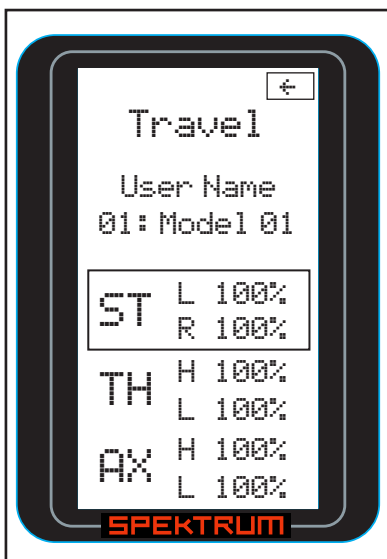 ←
Travel
User Name
01: Model 01
ST L 100%
R 100%
TH H 100%
L 100%
AX H 100%
L 100%
SPEKTRUM